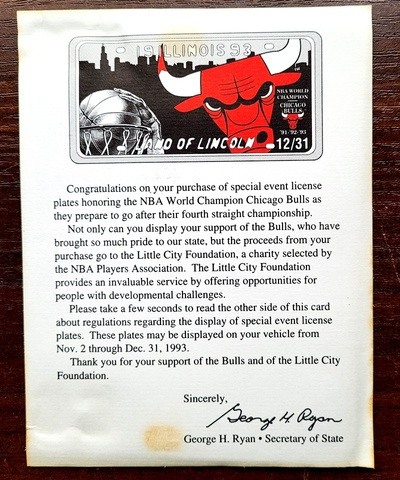 19 ILLINOIS 93
NBA WORLD
CHAMPION
CHICAGO
BULLS
'91·'92·'93
LAND OF LINCOLN 12/31
Congratulations on your purchase of special event license
plates honoring the NBA World Champion Chicago Bulls as
they prepare to go after their fourth straight championship.
Not only can you display your support of the Bulls, who have
brought so much pride to our state, but the proceeds from your
purchase go to the Little City Foundation, a charity selected by
the NBA Players Association. The Little City Foundation
provides an invaluable service by offering opportunities for
people with developmental challenges.
Please take a few seconds to read the other side of this card
about regulations regarding the display of special event license
plates. These plates may be displayed on your vehicle from
Nov. 2 through Dec. 31, 1993.
Thank you for your support of the Bulls and of the Little City
Foundation.
Sincerely,
George H. Ryan
George H. Ryan • Secretary of State